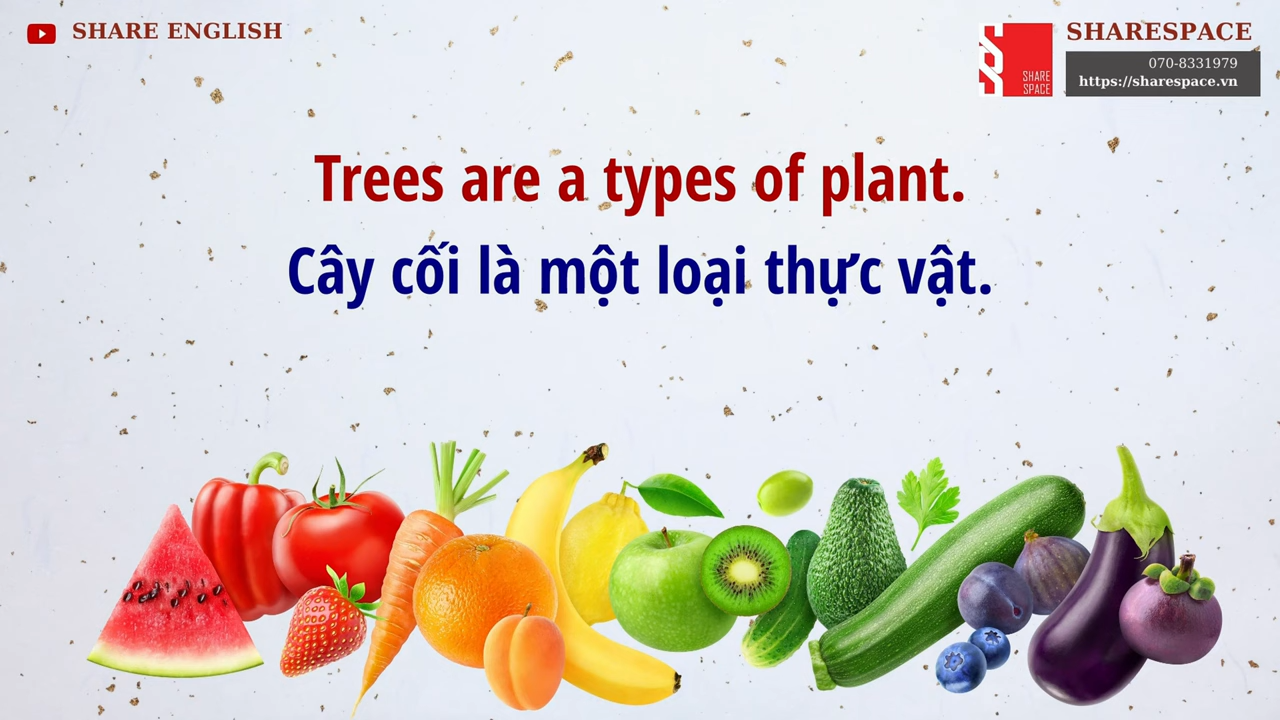 SHARE ENGLISH
SHARESPACE
070-8331979
https://sharespace.vn
SHARE
SPACE
Trees are a types of plant.
Cây cối là một loại thực vật.